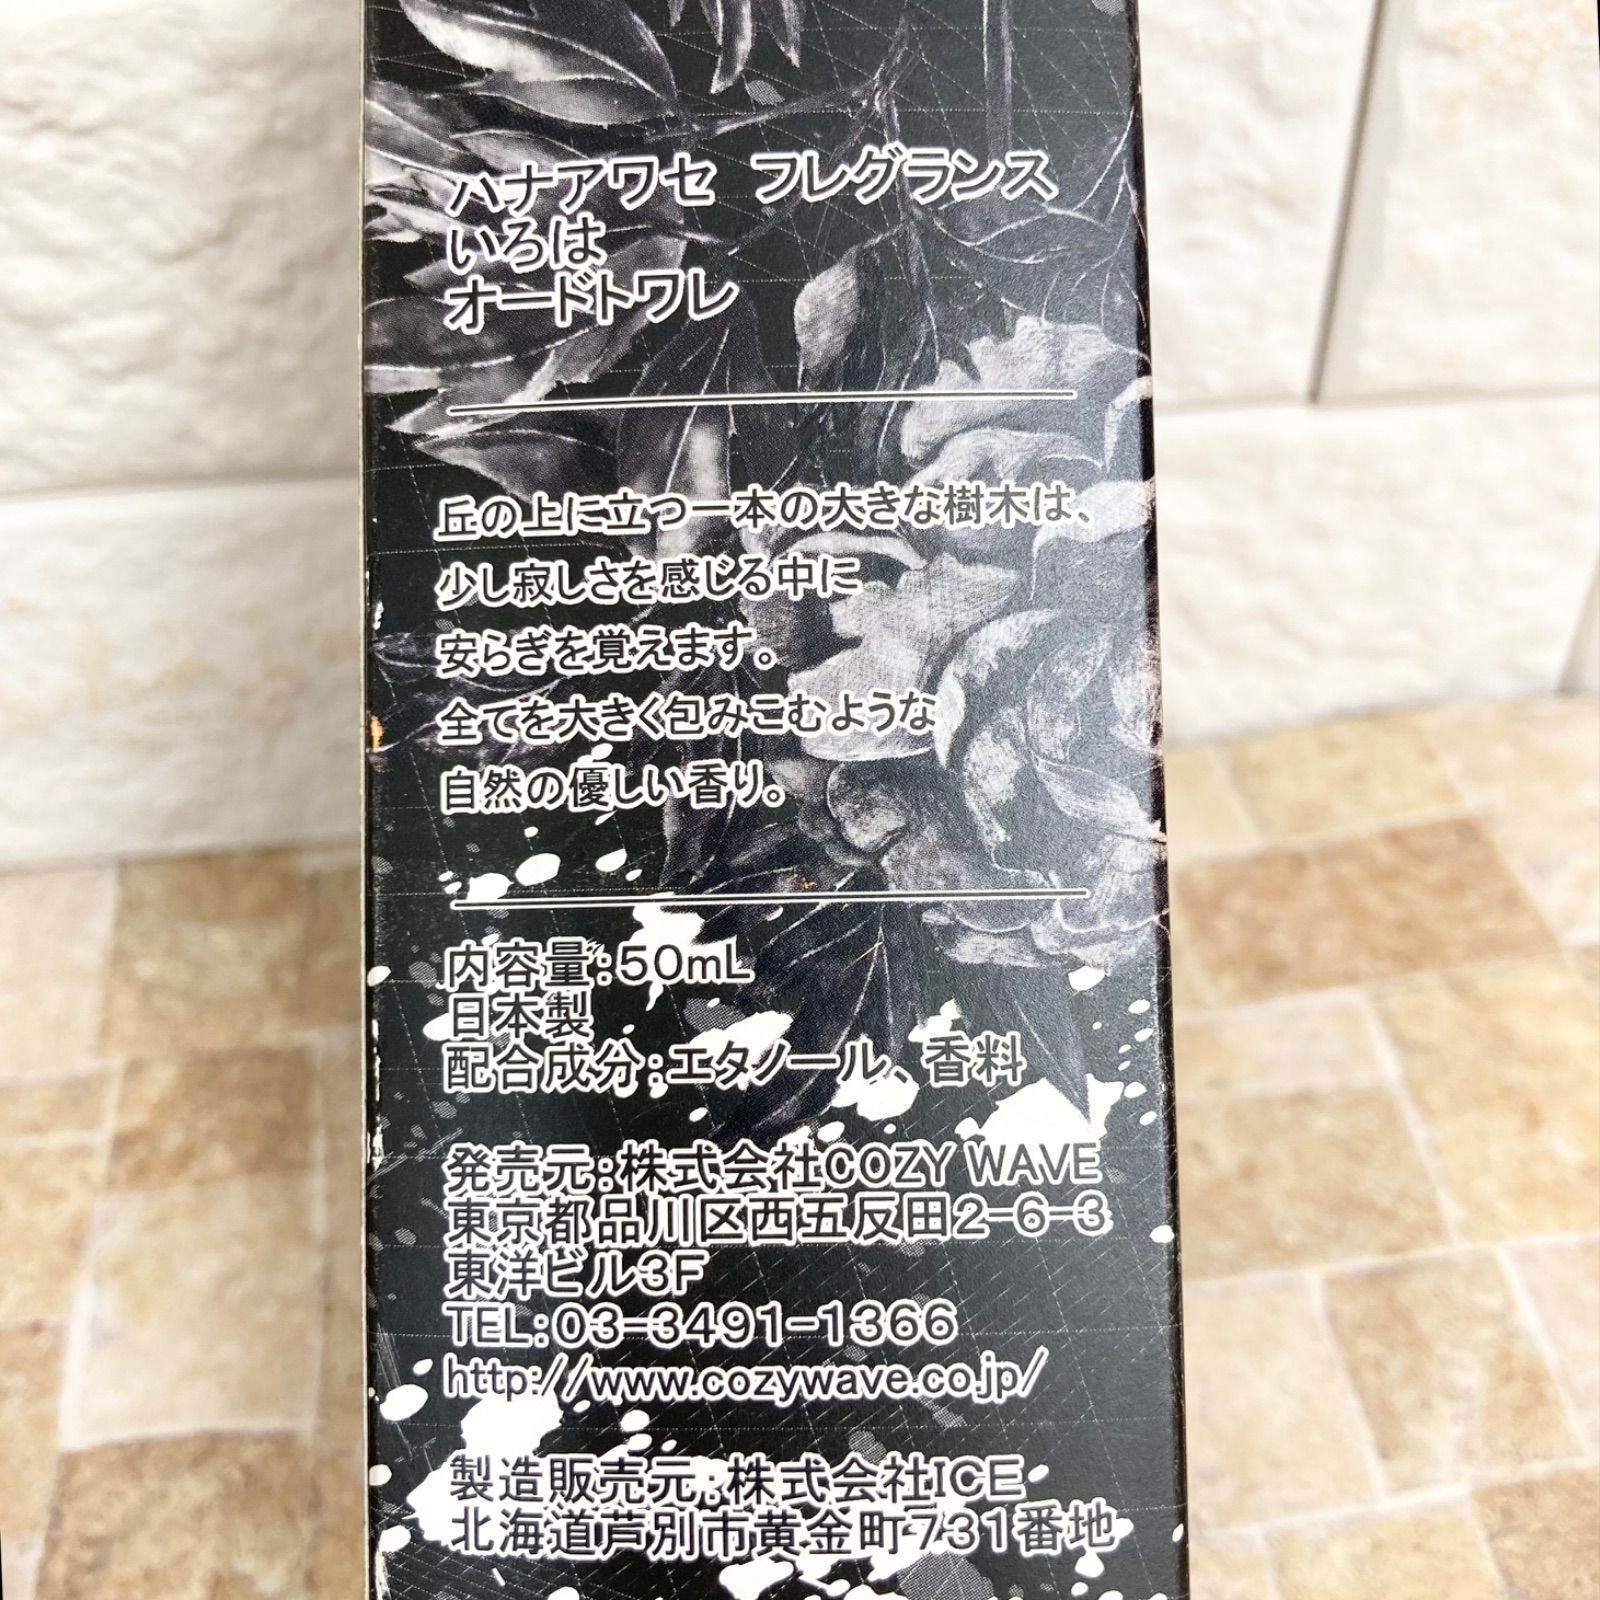 ハナアワセ フレグランス
いろは
オードトワレ
丘の上に立つ一本の大きな樹木は、
少し寂しさを感じる中に
安らぎを覚えます。
全てを大きく包みこむような
自然の優しい香り。
内容量:50mL
日本製
配合成分:エタノール、香料
発売元:株式会社COZY WAVE
東京都品川区西五反田2-6-3
東洋ビル3F
TEL:03-3491-1366
http://www.cozywave.co.jp/
製造販売元:株式会社ICE
北海道芦別市黄金町731番地